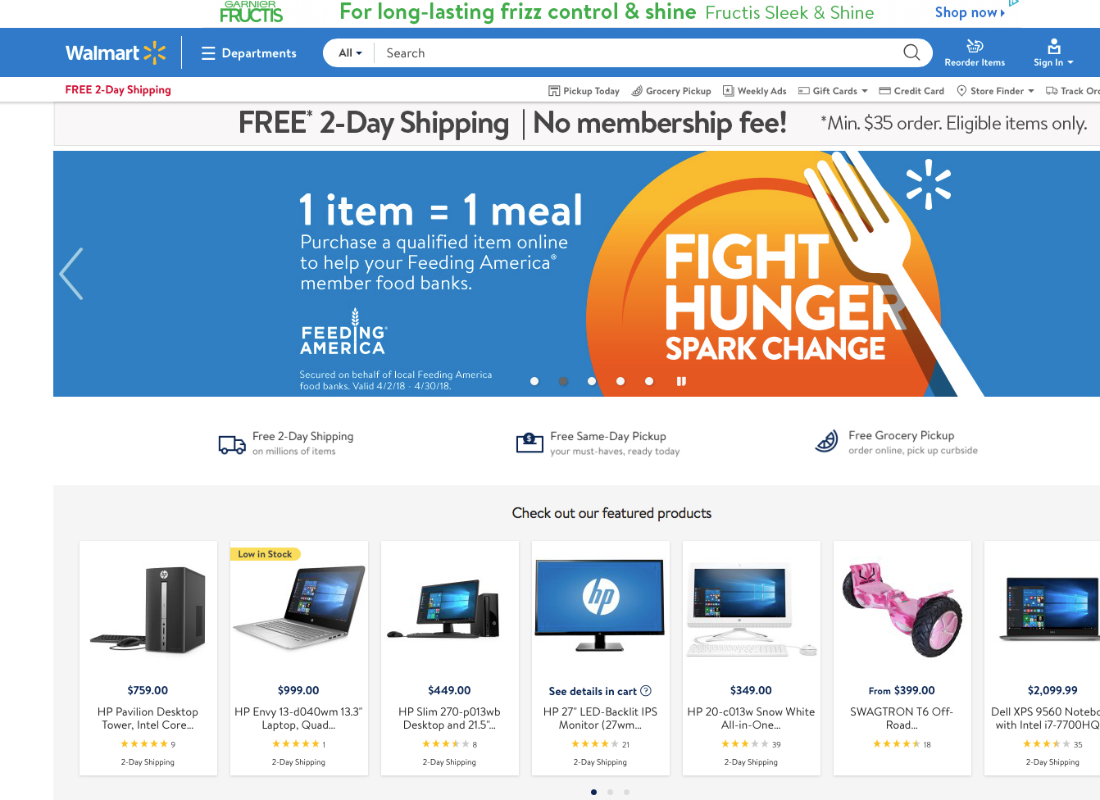 GARNIER
FRUCTIS
For long-lasting frizz control & shine Fructis Sleek & Shine
Shop now
Walmart
Departments
All
Search
Reorder Items
Sign In
FREE 2-Day Shipping
Pickup Today
Grocery Pickup
Weekly Ads
Gift Cards
Credit Card
Store Finder
Track Ord
FREE* 2-Day Shipping | No membership fee! *Min. $35 order. Eligible items only.
1 item = 1 meal
Purchase a qualified item online
to help your Feeding America®
member food banks.
FEEDING
AMERICA®
Secured on behalf of local Feeding America
food banks. Valid 4/2/18 - 4/30/18.
FIGHT
HUNGER
SPARK CHANGE
Free 2-Day Shipping
on millions of items
Free Same-Day Pickup
your must-haves, ready today
Free Grocery Pickup
order online, pick up curbside
Check out our featured products
$759.00
HP Pavilion Desktop
Tower, Intel Core...
9
2-Day Shipping
Low in Stock
$999.00
HP Envy 13-d040wm 13.3"
Laptop, Quad...
1
2-Day Shipping
$449.00
HP Slim 270-p013wb
Desktop and 21.5"...
8
2-Day Shipping
hp
See details in cart ?
HP 27" LED-Backlit IPS
Monitor (27wm...
21
2-Day Shipping
$349.00
HP 20-c013w Snow White
All-in-One...
39
2-Day Shipping
From $399.00
SWAGTRON T6 Off-
Road...
18
$2,099.99
Dell XPS 9560 Notebo
with Intel i7-7700HQ
35
2-Day Shipping